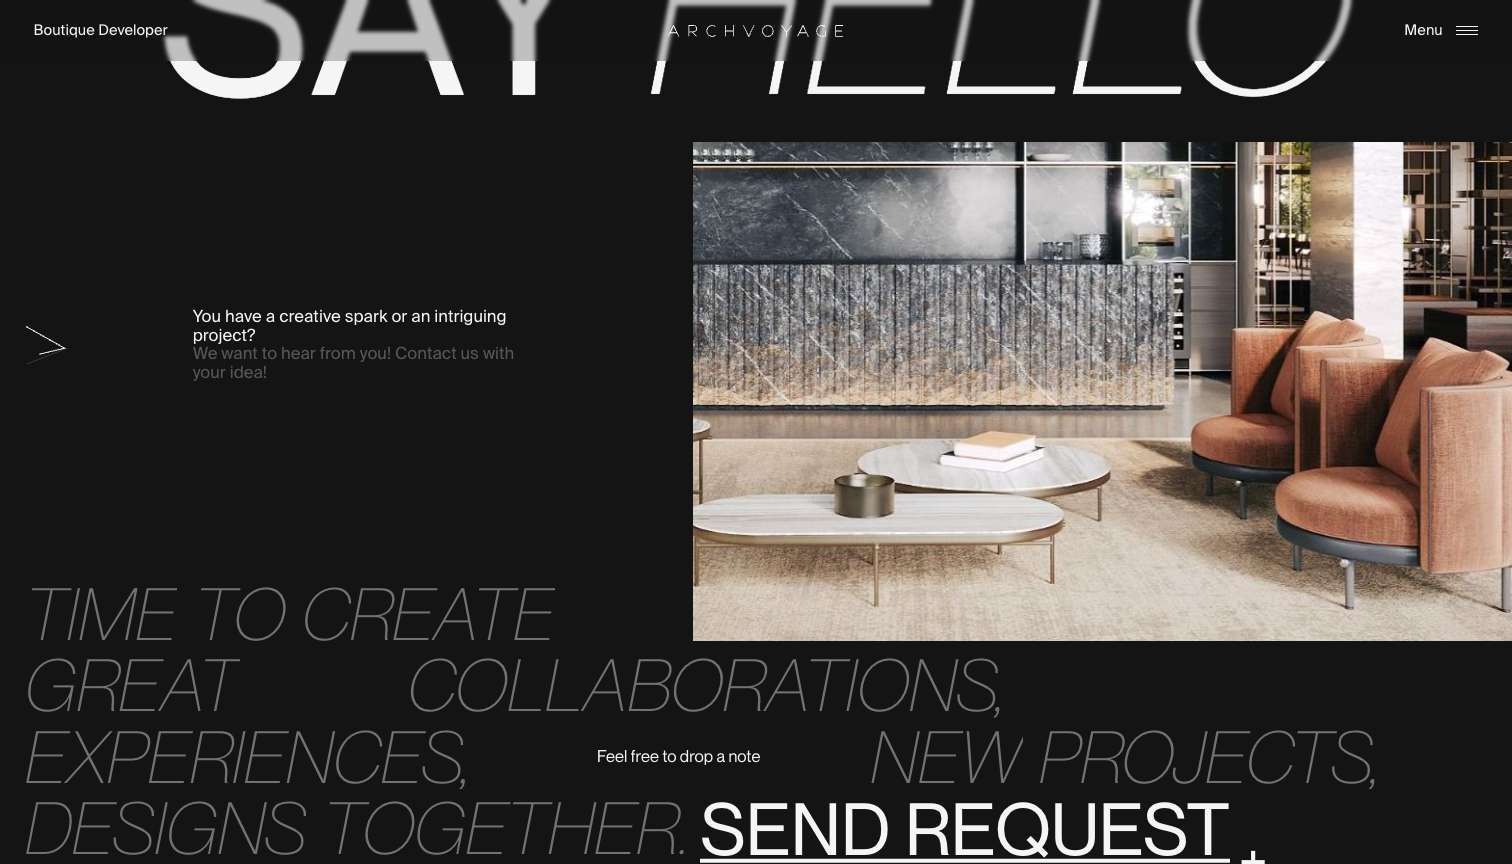 SAY HELLO
Boutique Developer
ARCHVOYAGE
Menu
You have a creative spark or an intriguing
project?
We want to hear from you! Contact us with
your idea!
TIME TO CREATE
GREAT COLLABORATIONS,
EXPERIENCES, Feel free to drop a note NEW PROJECTS,
DESIGNS TOGETHER. SEND REQUEST +